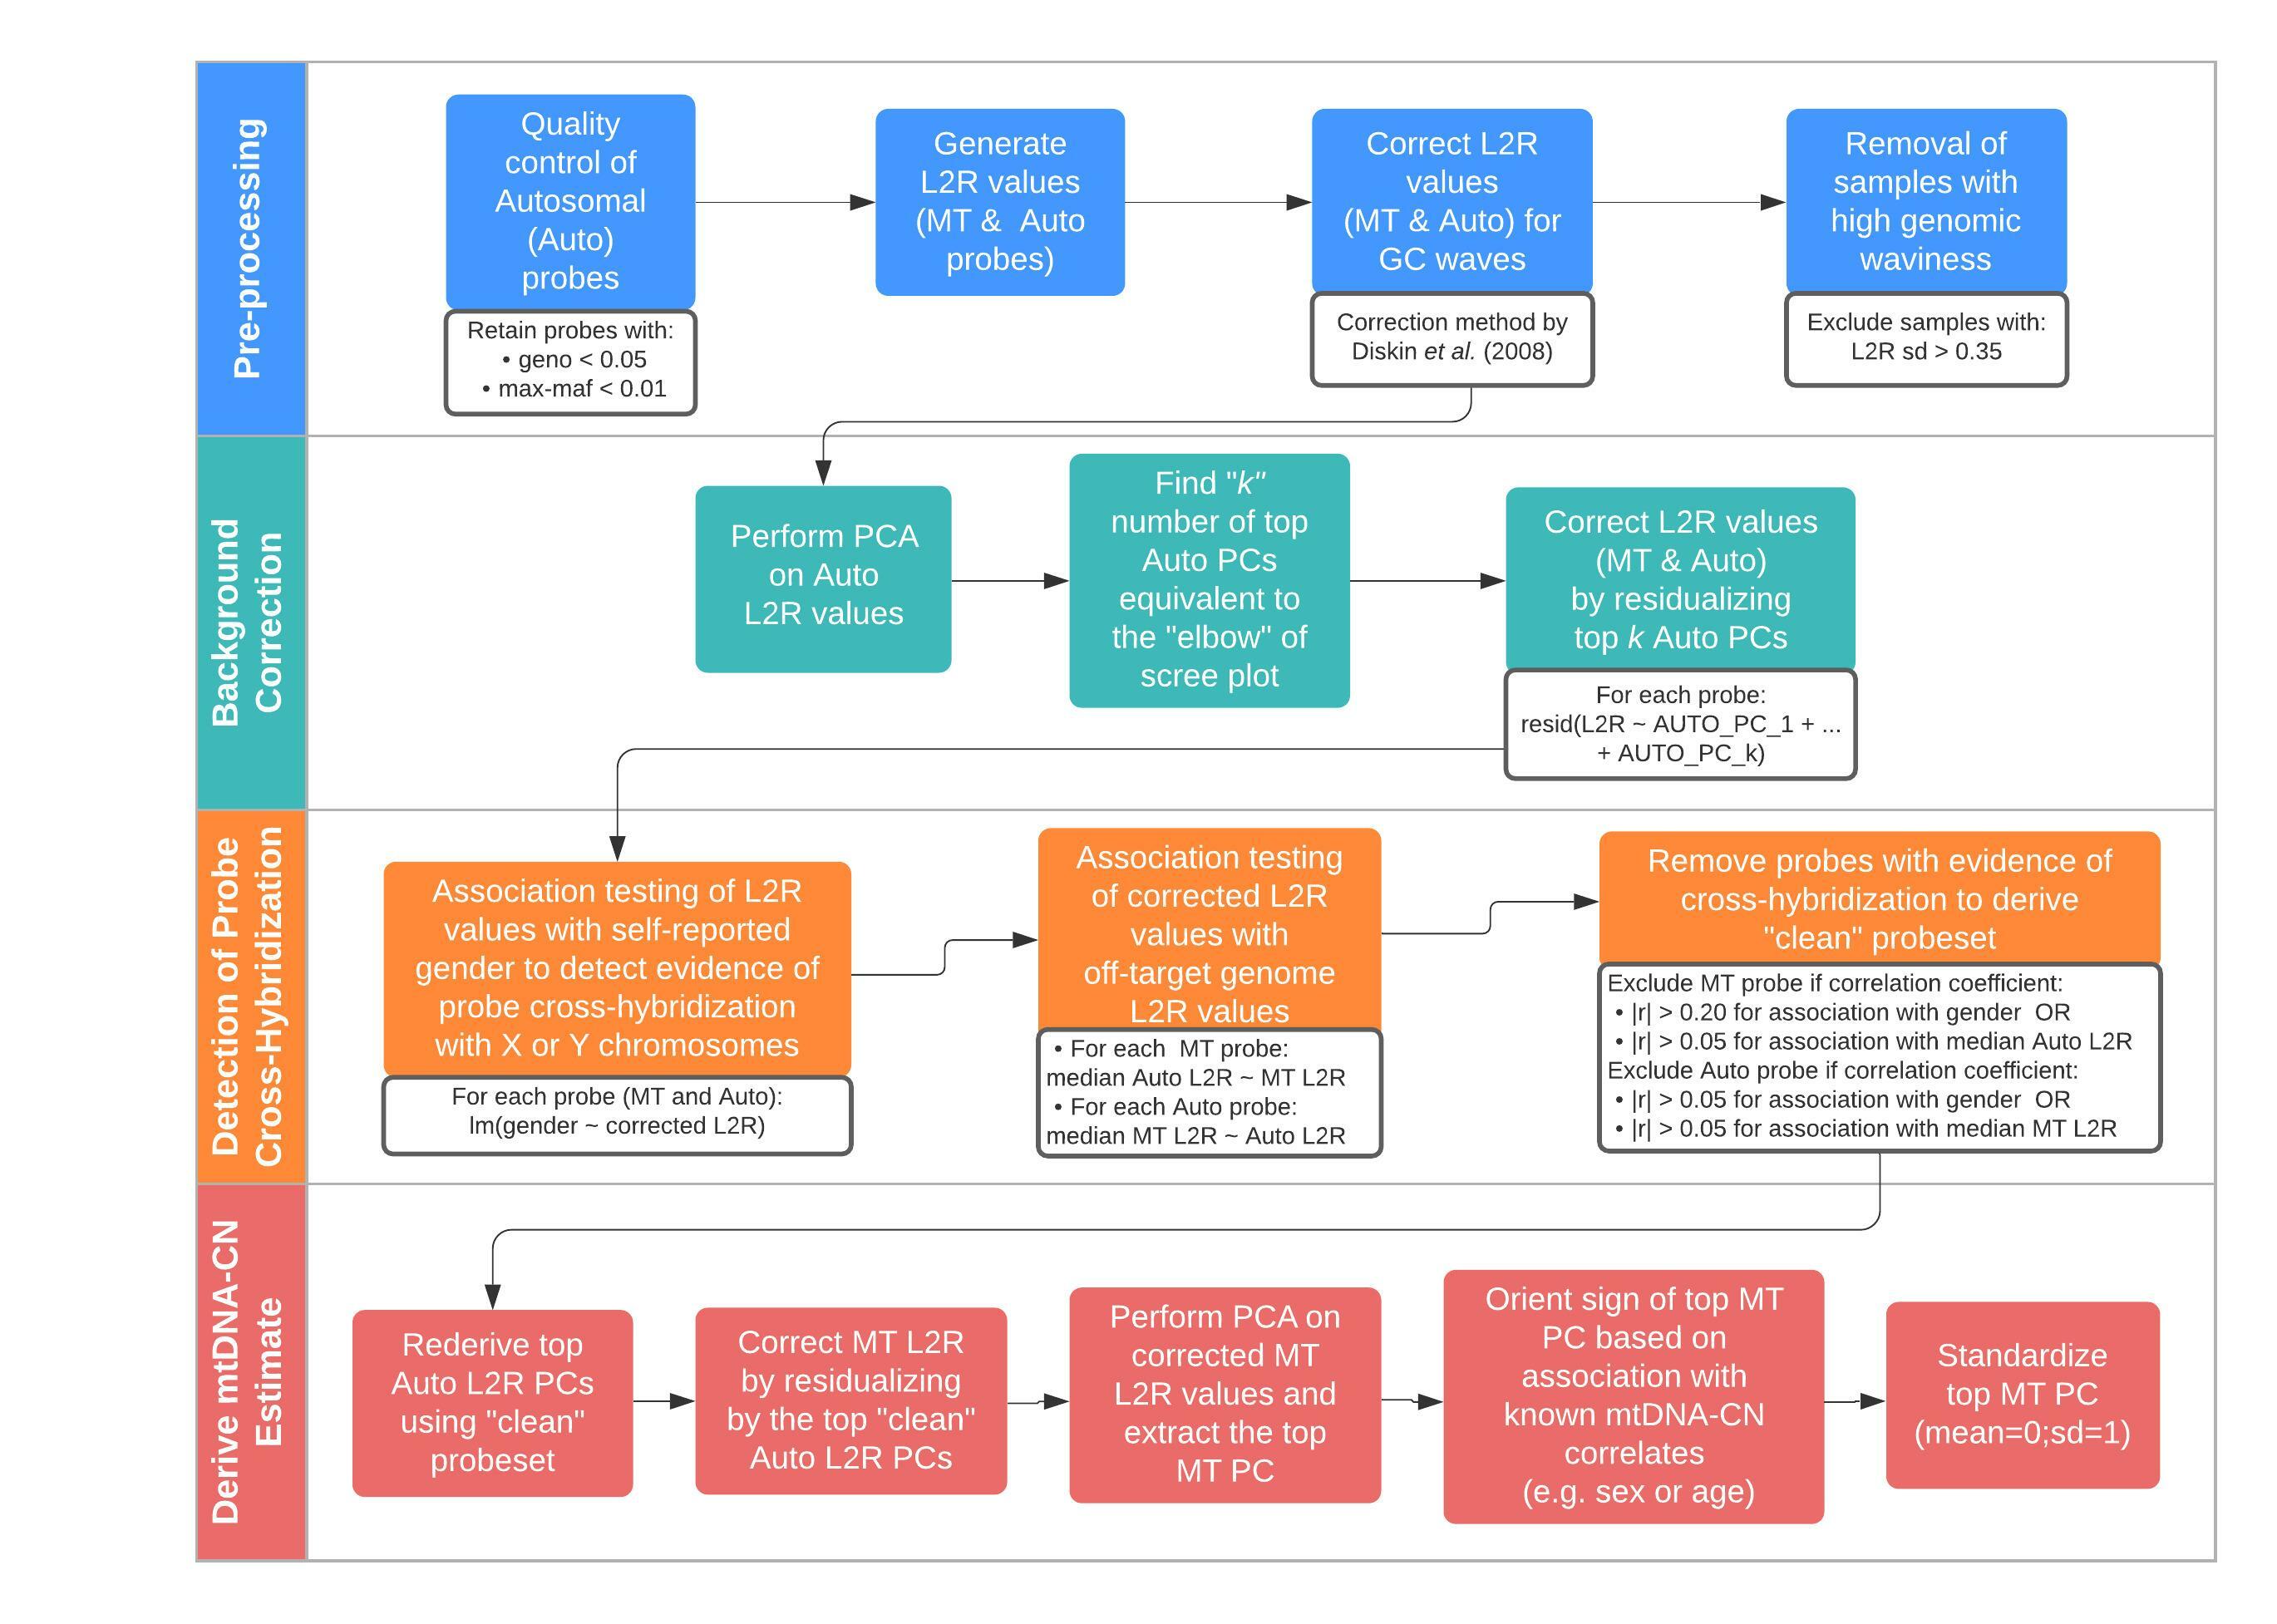 Pre-processing
Quality
control of
Autosomal
(Auto)
probes
Retain probes with:
• geno < 0.05
• max-maf < 0.01
Generate
L2R values
(MT & Auto
probes)
Correct L2R
values
(MT & Auto) for
GC waves
Correction method by
Diskin et al. (2008)
Removal of
samples with
high genomic
waviness
Exclude samples with:
L2R sd > 0.35
Background
Correction
Perform PCA
on Auto
L2R values
Find "k"
number of top
Auto PCs
equivalent to
the "elbow" of
scree plot
Correct L2R values
(MT & Auto)
by residualizing
top k Auto PCs
For each probe:
resid(L2R ~ AUTO_PC_1 + ...
+ AUTO_PC_k)
Detection of Probe
Cross-Hybridization
Association testing of L2R
values with self-reported
gender to detect evidence of
probe cross-hybridization
with X or Y chromosomes
For each probe (MT and Auto):
lm(gender ~ corrected L2R)
Association testing
of corrected L2R
values with
off-target genome
L2R values
• For each MT probe:
median Auto L2R ~ MT L2R
• For each Auto probe:
median MT L2R ~ Auto L2R
Remove probes with evidence of
cross-hybridization to derive
"clean" probeset
Exclude MT probe if correlation coefficient:
• |r| > 0.20 for association with gender OR
• |r| > 0.05 for association with median Auto L2R
Exclude Auto probe if correlation coefficient:
• |r| > 0.05 for association with gender OR
• |r| > 0.05 for association with median MT L2R
Derive mtDNA-CN
Estimate
Rederive top
Auto L2R PCs
using "clean"
probeset
Correct MT L2R
by residualizing
by the top "clean"
Auto L2R PCs
Perform PCA on
corrected MT
L2R values and
extract the top
MT PC
Orient sign of top MT
PC based on
association with
known mtDNA-CN
correlates
(e.g. sex or age)
Standardize
top MT PC
(mean=0;sd=1)